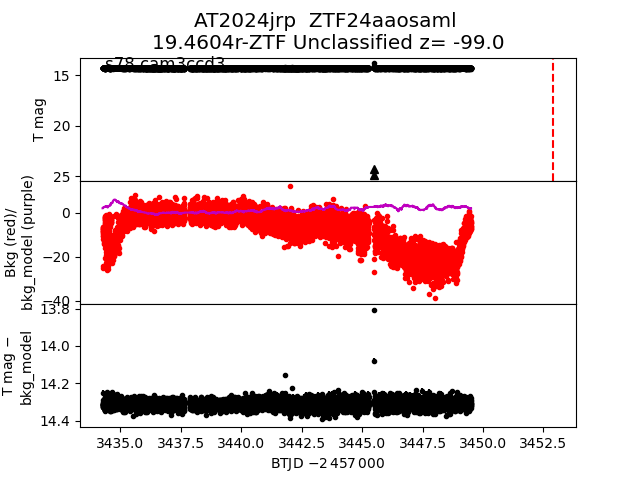 AT2024jrp  ZTF24aaosaml
19.4604r-ZTF Unclassified z= -99.0
s78 cam3ccd3
15
20
25
T mag
0
−20
−40
Bkg (red)/
bkg_model (purple)
13.8
14.0
14.2
14.4
T mag −
bkg_model
3435.0 3437.5 3440.0 3442.5 3445.0 3447.5 3450.0 3452.5
BTJD −2 457 000